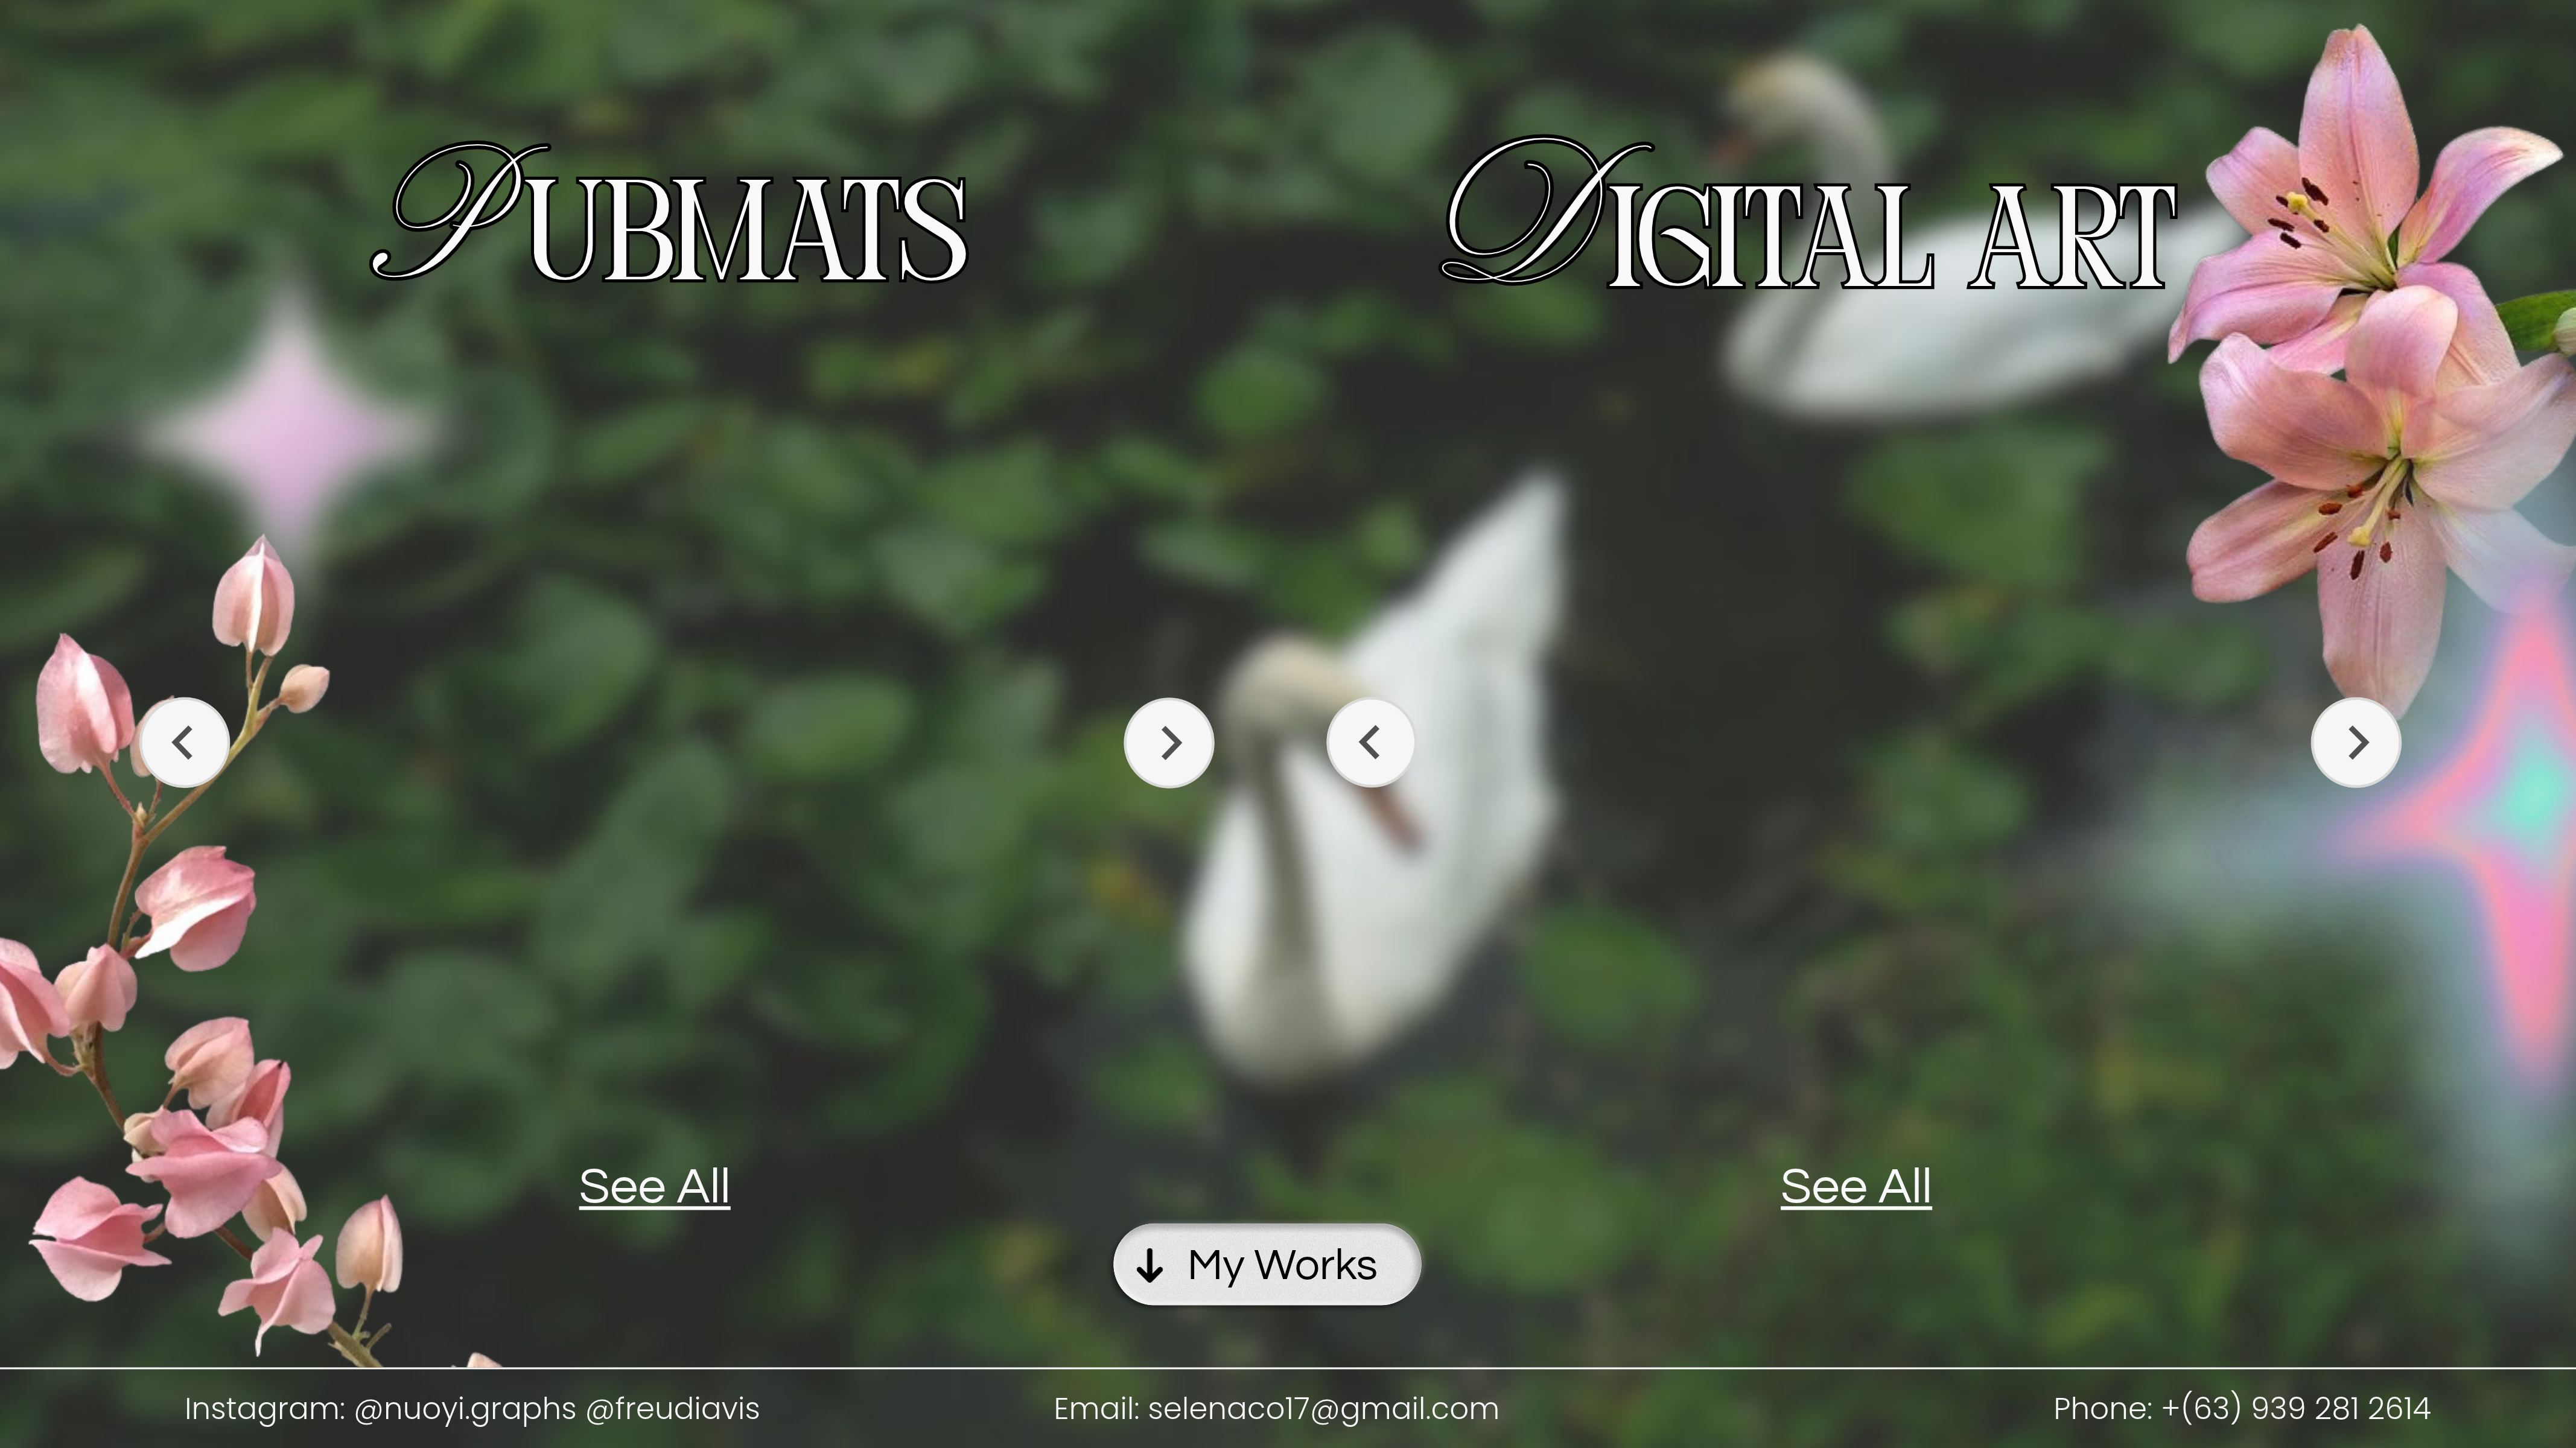 PUBMATS
DIGITAL ART
See All
See All
My Works
Instagram: @nuoyi.graphs @freudiavis
Email: selenaco17@gmail.com
Phone: +(63) 939 281 2614